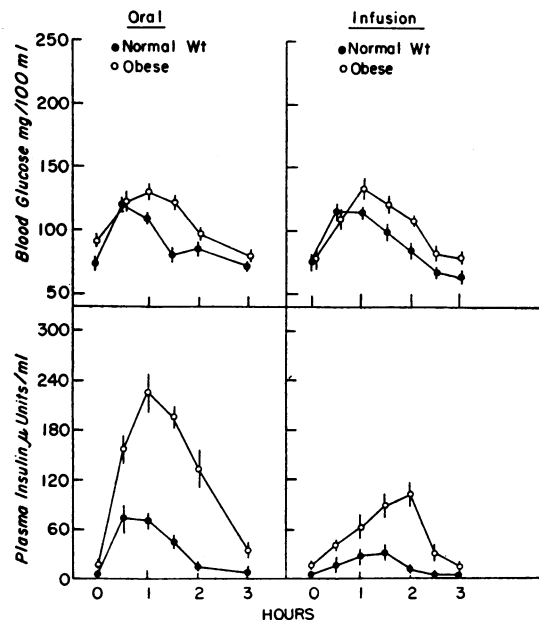 Oral
Normal Wt
Obese
Infusion
Normal Wt
Obese
Blood Glucose mg/100 ml
250
200
150
100
50
Plasma Insulin, μ Units/ml
300
240
180
120
60
0
0 1 2 3
0 1 2 3
HOURS